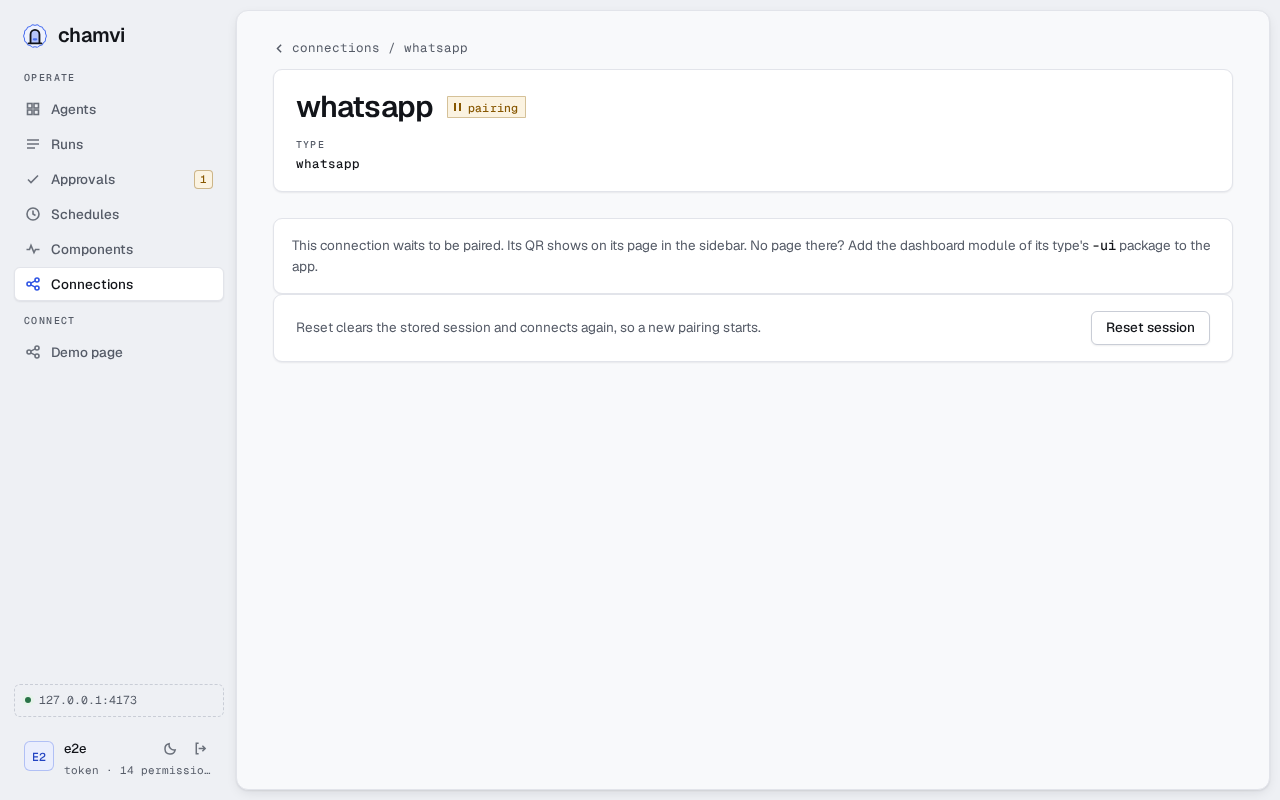 chamvi
OPERATE
Agents
Runs
Approvals 1
Schedules
Components
Connections
CONNECT
Demo page
127.0.0.1:4173
E2 e2e
token · 14 permissio…
connections / whatsapp
whatsapp pairing
TYPE
whatsapp
This connection waits to be paired. Its QR shows on its page in the sidebar. No page there? Add the dashboard module of its type's -ui package to the
app.
Reset clears the stored session and connects again, so a new pairing starts. Reset session